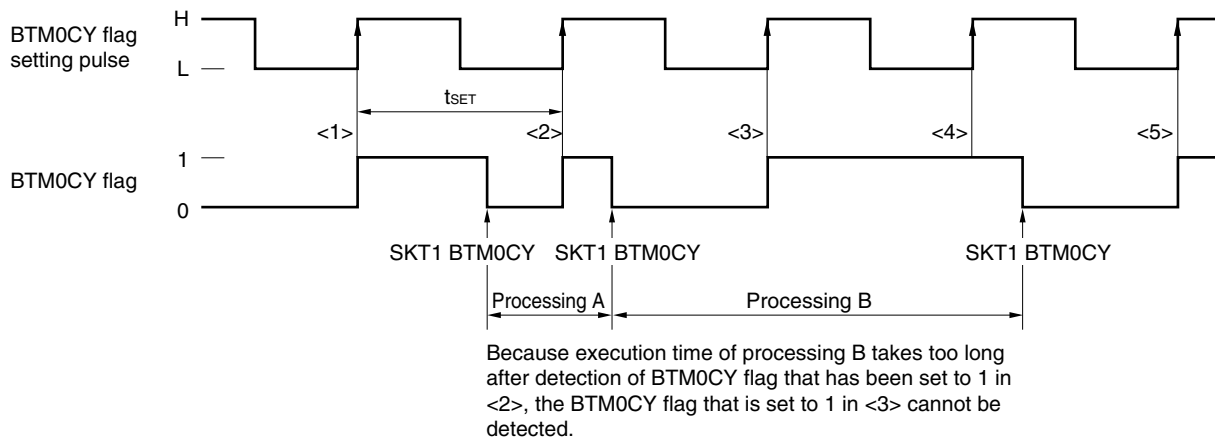 H
BTM0CY flag
setting pulse
L
tSET
<1>
<2>
<3>
<4>
<5>
1
BTM0CY flag
0
SKT1 BTM0CY
SKT1 BTM0CY
SKT1 BTM0CY
Processing A
Processing B
Because execution time of processing B takes too long
after detection of BTM0CY flag that has been set to 1 in
<2>, the BTM0CY flag that is set to 1 in <3> cannot be
detected.